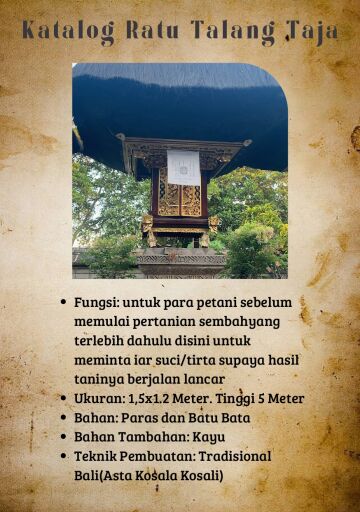 Katalog Ratu Talang Taja
Fungsi: untuk para petani sebelum
memulai pertanian sembahyang
terlebih dahulu disini untuk
meminta iar suci/tirta supaya hasil
taninya berjalan lancar
Ukuran: 1,5x1.2 Meter. Tinggi 5 Meter
Bahan: Paras dan Batu Bata
Bahan Tambahan: Kayu
Teknik Pembuatan: Tradisional
Bali(Asta Kosala Kosali)